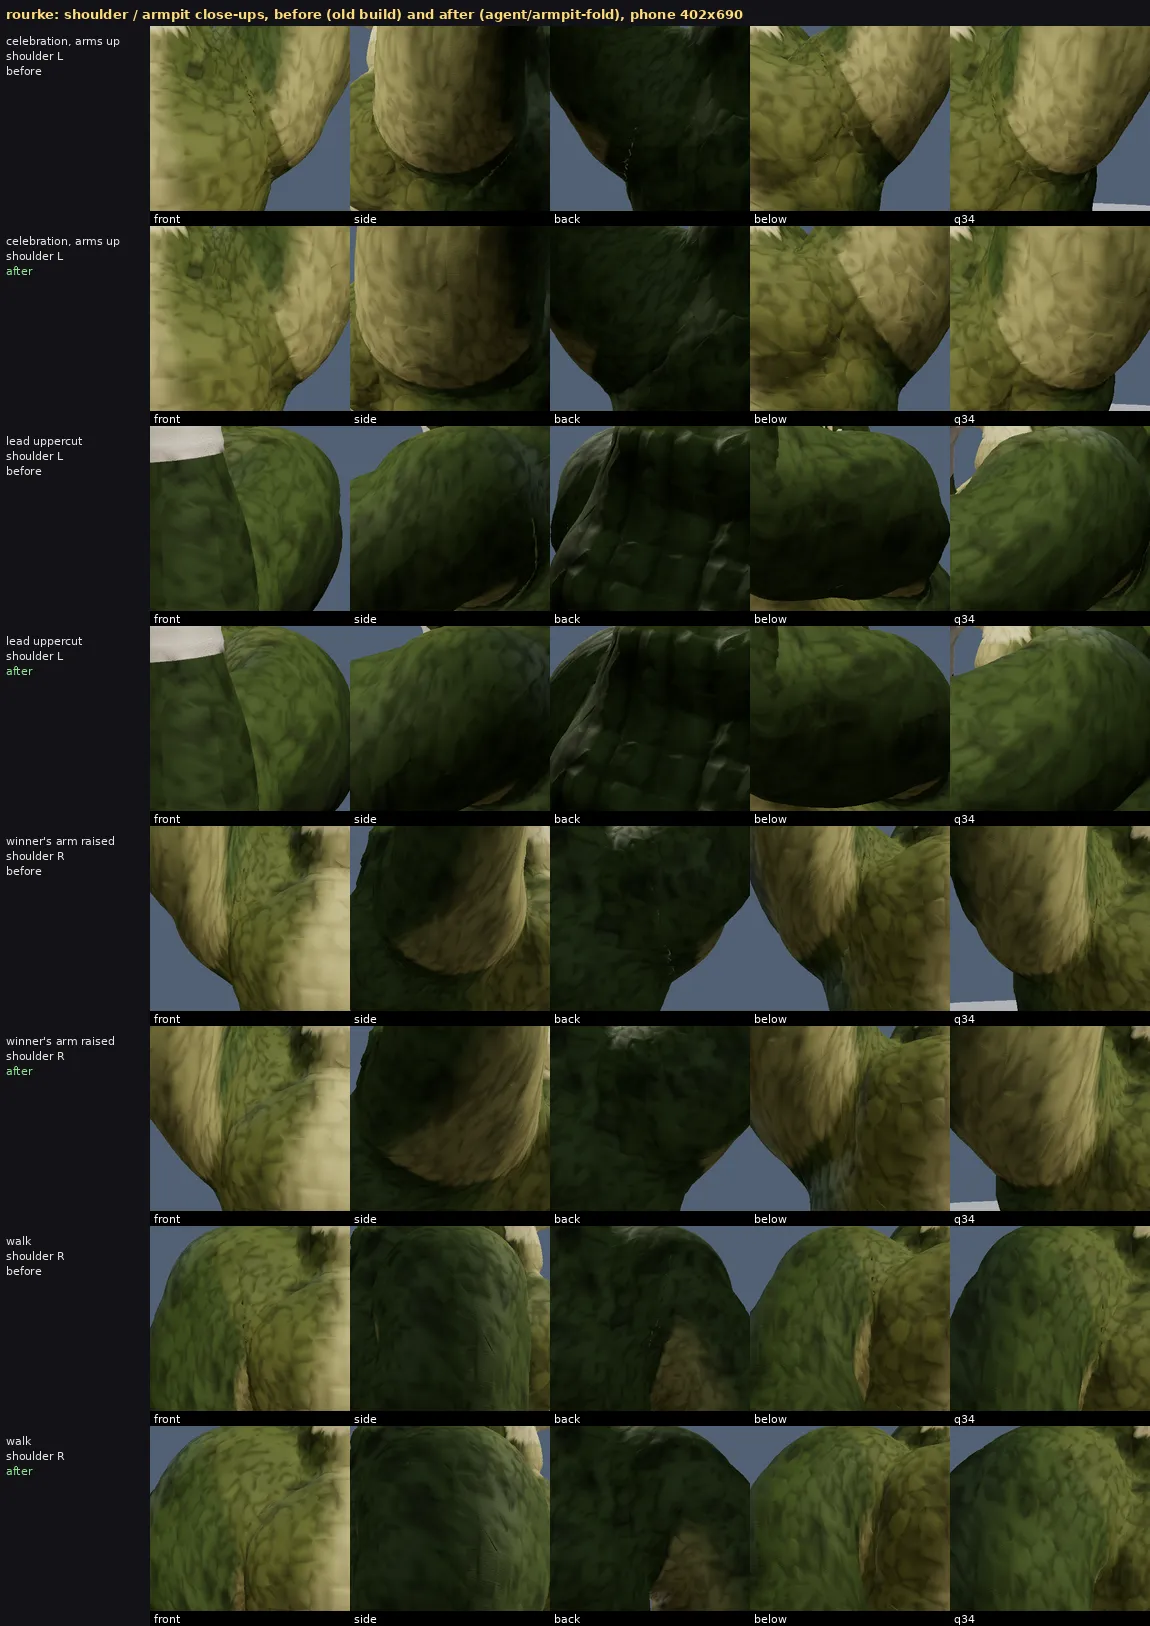 rourke: shoulder / armpit close-ups, before (old build) and after (agent/armpit-fold), phone 402x690
celebration, arms up
shoulder L
before
front side back below q34
celebration, arms up
shoulder L
after
front side back below q34
lead uppercut
shoulder L
before
front side back below q34
lead uppercut
shoulder L
after
front side back below q34
winner's arm raised
shoulder R
before
front side back below q34
winner's arm raised
shoulder R
after
front side back below q34
walk
shoulder R
before
front side back below q34
walk
shoulder R
after
front side back below q34